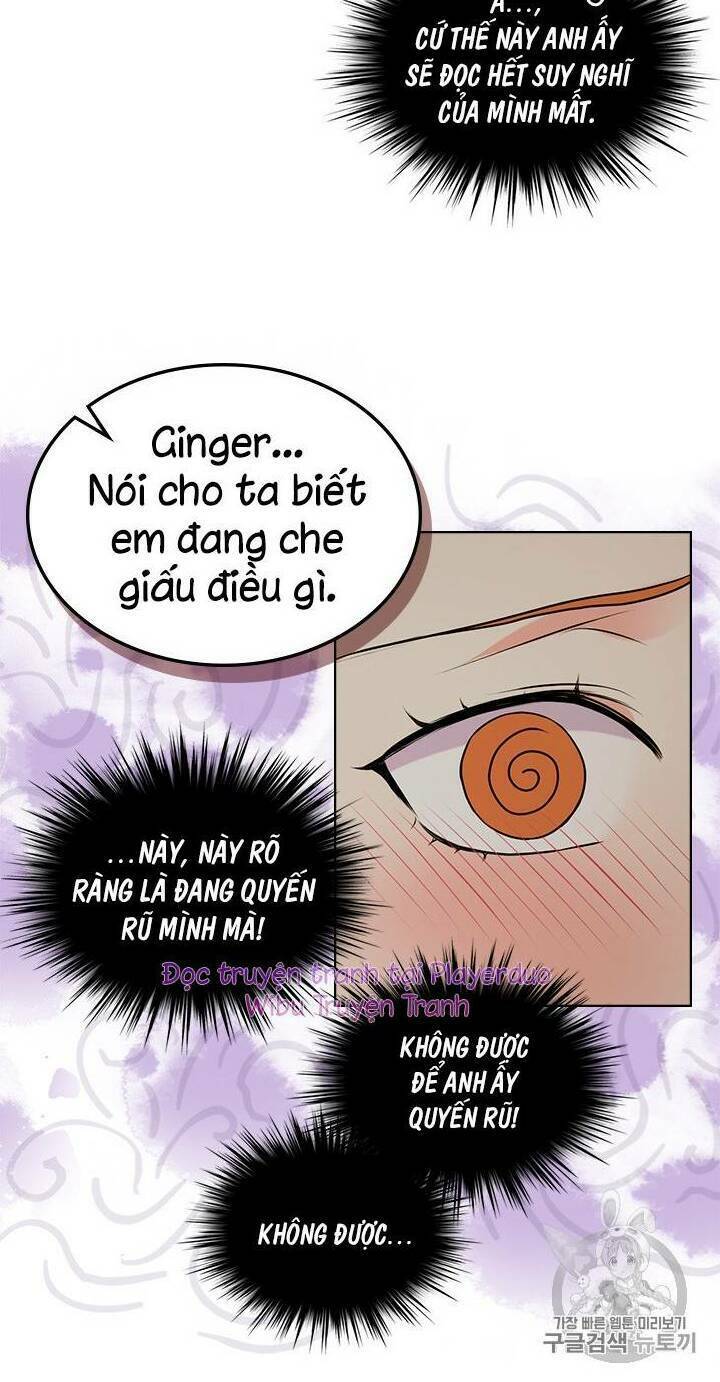 Ạ...,
CỨ THẾ NÀY ANH ẤY
SẼ ĐỌC HẾT SUY NGHĨ
CỦA MÌNH MẤT.
Ginger...
Nói cho ta biết
em đang che
giấu điều gì.
...NÀY, NÀY RÕ
RÀNG LÀ ĐANG QUYẾN
RŨ MÌNH MÀ!
Đọc truyện tranh tại Playerduo
Wibu Truyện Tranh
KHÔNG ĐƯỢC
ĐỂ ANH ẤY
QUYẾN RŨ!
KHÔNG ĐƯỢC...
가장 빠른 웹툰 미리보기
구글검색 뉴토끼